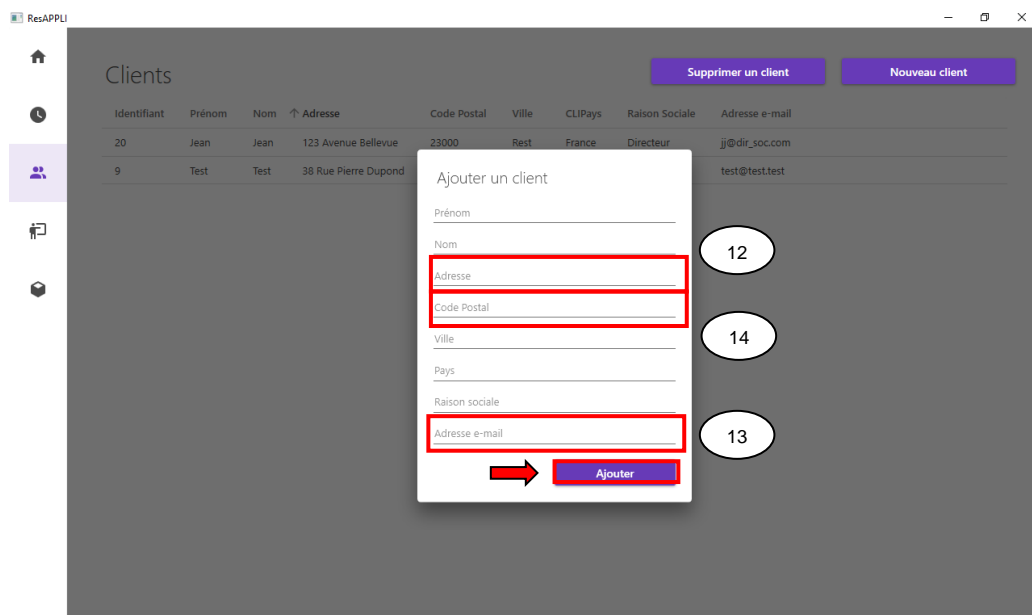 ResAPPLI
Clients
Supprimer un client
Nouveau client
Identifiant Prénom Nom Adresse Code Postal Ville CLIPays Raison Sociale Adresse e-mail
20 Jean Jean 123 Avenue Bellevue 23000 Rest France Directeur jj@dir_soc.com
9 Test Test 38 Rue Pierre Dupond test@test.test
Ajouter un client
Prénom
Nom
12
Adresse
Code Postal
14
Ville
Pays
Raison sociale
Adresse e-mail
13
Ajouter